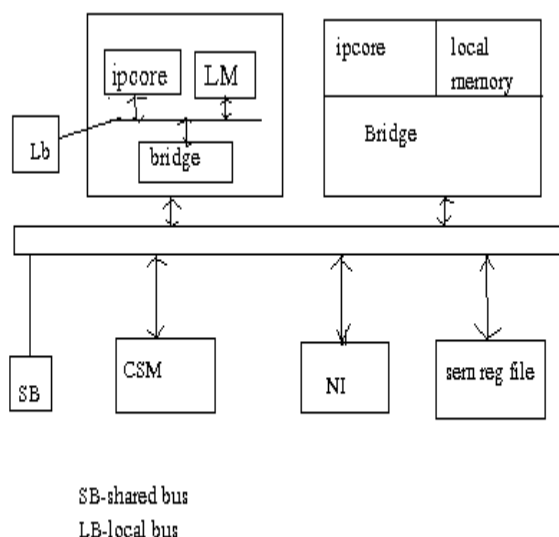 ipcore
LM
ipcore
local
memory
Lb
bridge
Bridge
SB
CSM
NI
sem reg file
SB-shared bus
LB-local bus